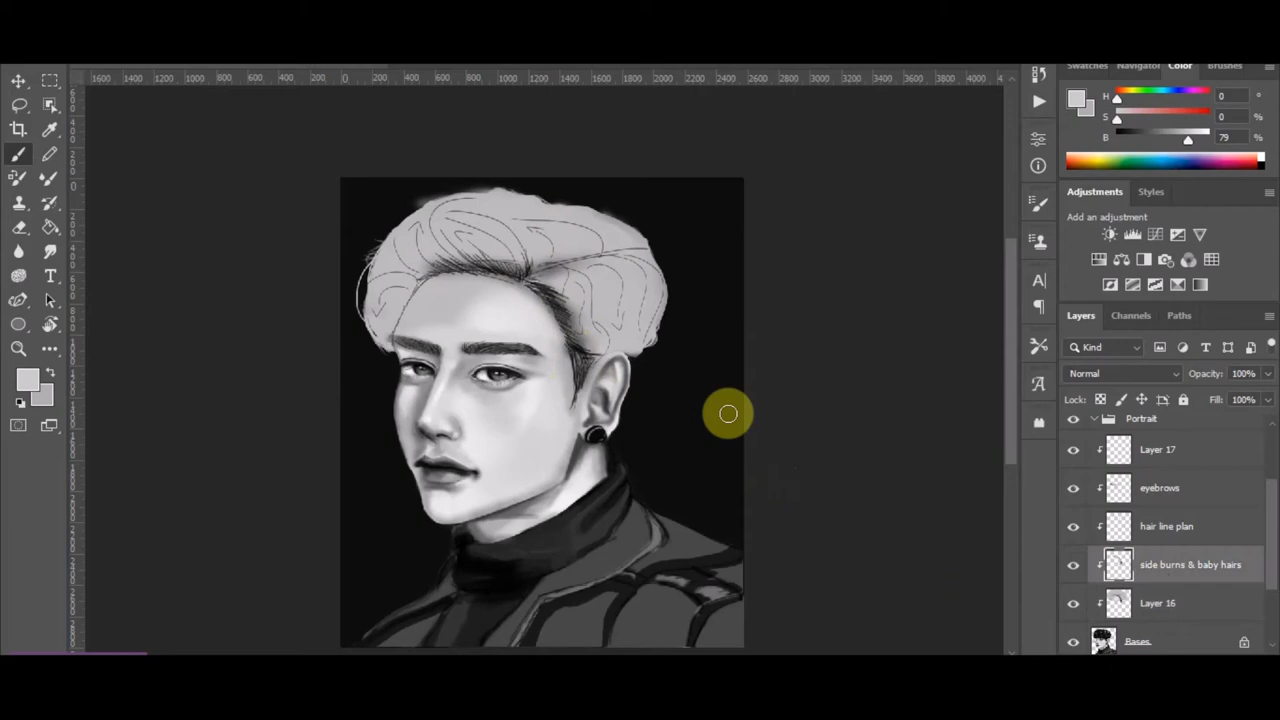 Swatches Navigator Color Brushes
1600 1400 1200 1000 800 600 400 200 0 200 400 600 800 1000 1200 1400 1600 1800 2000 2200 2400 2600 2800 3000 3200 3400 3600 3800 4000
H 0 °
S 0 %
B 79 %
Adjustments Styles
Add an adjustment
Layers Channels Paths
Kind
Normal Opacity: 100%
Lock: Fill: 100%
Portrait
Layer 17
eyebrows
hair line plan
side burns & baby hairs
Layer 16
Bases